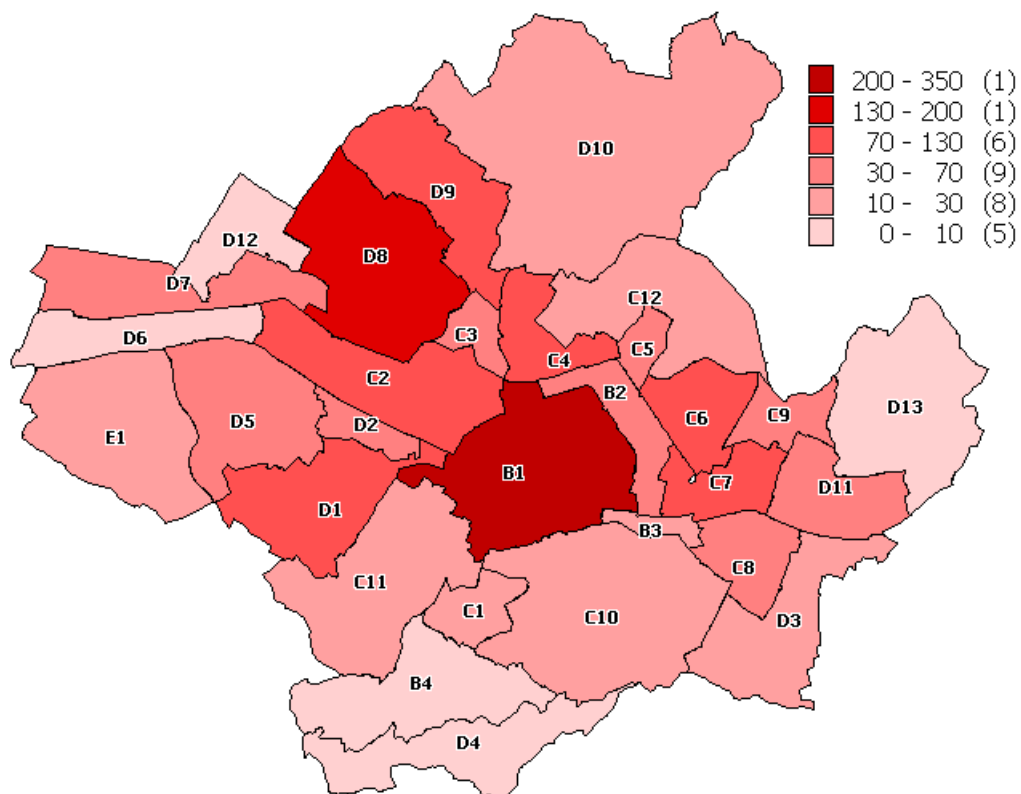 200 - 350 (1)
130 - 200 (1)
70 - 130 (6)
30 - 70 (9)
10 - 30 (8)
0 - 10 (5)
D10
D9
D12
D8
D7
C12
D6
C3
C5
C4
C2
B2
E1
D5
D2
C6
C9
D13
B1
C7
D11
D1
B3
C11
C8
C1
C10
D3
B4
D4